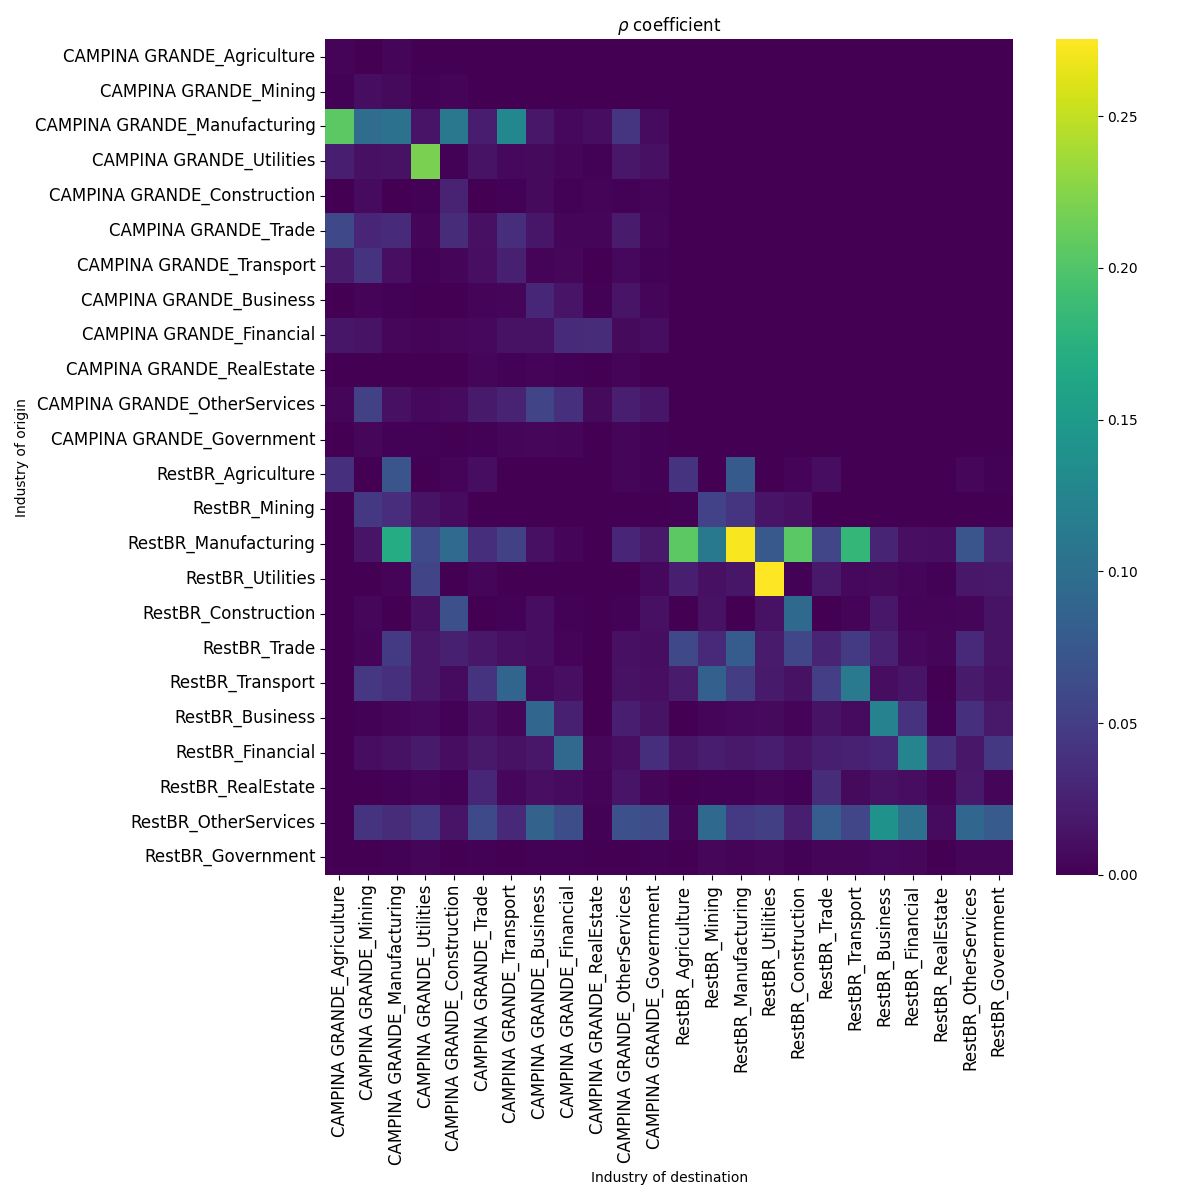 ρ coefficient
CAMPINA GRANDE_Agriculture
CAMPINA GRANDE_Mining
CAMPINA GRANDE_Manufacturing
CAMPINA GRANDE_Utilities
CAMPINA GRANDE_Construction
CAMPINA GRANDE_Trade
CAMPINA GRANDE_Transport
CAMPINA GRANDE_Business
CAMPINA GRANDE_Financial
CAMPINA GRANDE_RealEstate
CAMPINA GRANDE_OtherServices
CAMPINA GRANDE_Government
RestBR_Agriculture
RestBR_Mining
RestBR_Manufacturing
RestBR_Utilities
RestBR_Construction
RestBR_Trade
RestBR_Transport
RestBR_Business
RestBR_Financial
RestBR_RealEstate
RestBR_OtherServices
RestBR_Government
Industry of origin
CAMPINA GRANDE_Agriculture
CAMPINA GRANDE_Mining
CAMPINA GRANDE_Manufacturing
CAMPINA GRANDE_Utilities
CAMPINA GRANDE_Construction
CAMPINA GRANDE_Trade
CAMPINA GRANDE_Transport
CAMPINA GRANDE_Business
CAMPINA GRANDE_Financial
CAMPINA GRANDE_RealEstate
CAMPINA GRANDE_OtherServices
CAMPINA GRANDE_Government
RestBR_Agriculture
RestBR_Mining
RestBR_Manufacturing
RestBR_Utilities
RestBR_Construction
RestBR_Trade
RestBR_Transport
RestBR_Business
RestBR_Financial
RestBR_RealEstate
RestBR_OtherServices
RestBR_Government
Industry of destination
0.25
0.20
0.15
0.10
0.05
0.00